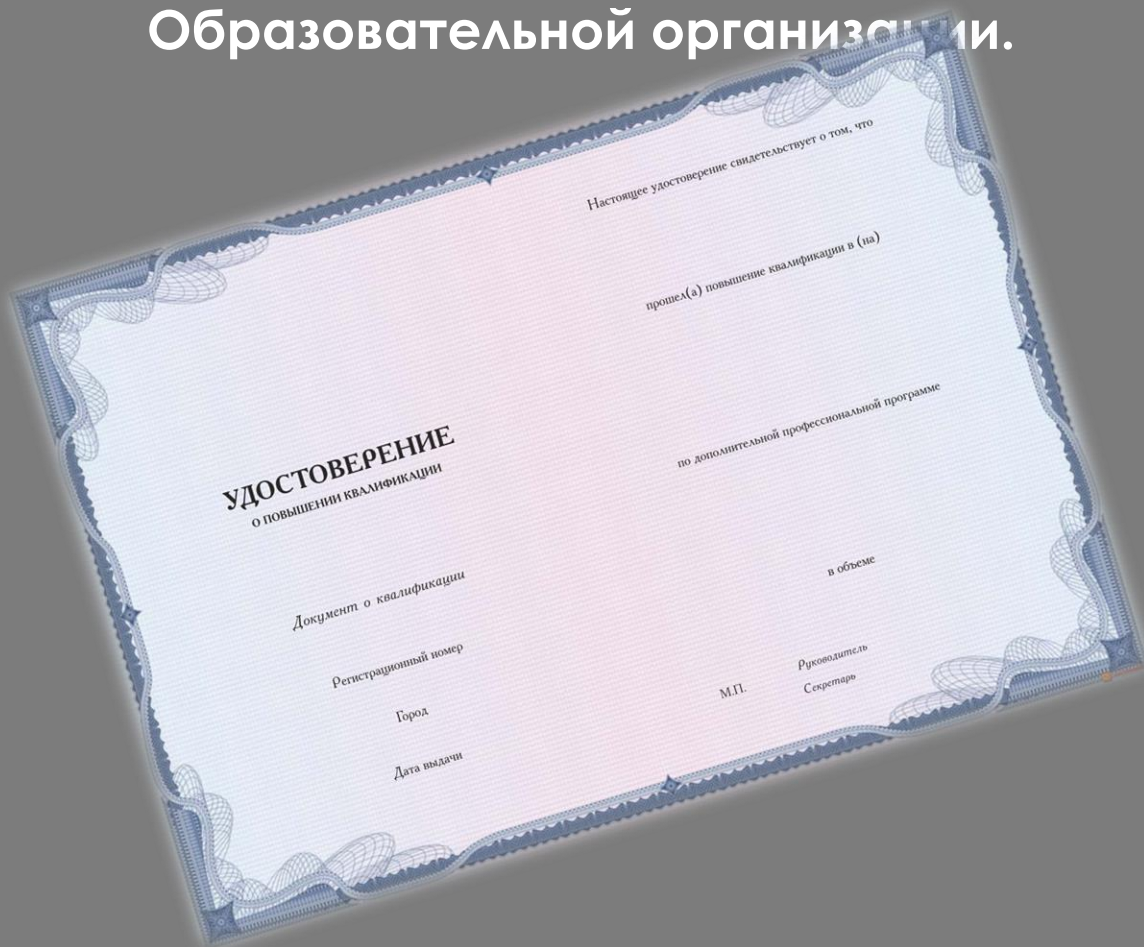 Образовательной организации.
УДОСТОВЕРЕНИЕ
О ПОВЫШЕНИИ КВАЛИФИКАЦИИ
Документ о квалификации
Регистрационный номер
Город
Дата выдачи
Настоящее удостоверение свидетельствует о том, что
прошел(а) повышение квалификации в (на)
по дополнительной профессиональной программе
в объеме
М.П.
Руководитель
Секретарь